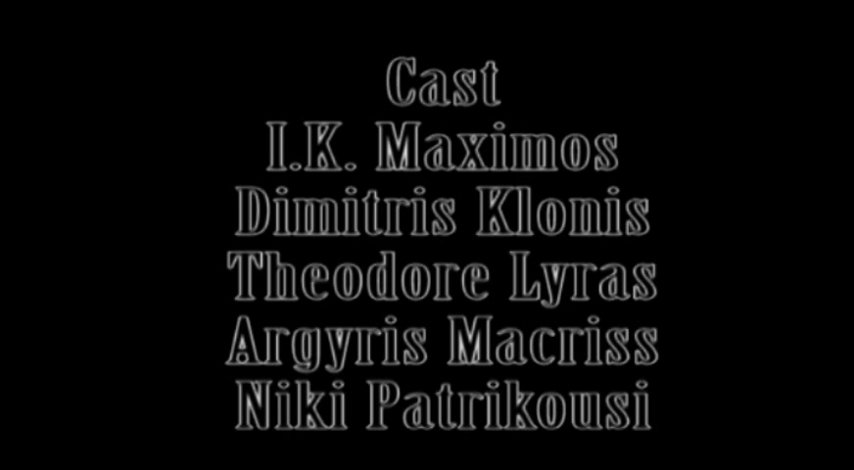 Cast
I.K. Maximos
Dimitris Klonis
Theodore Lyras
Argyris Macriss
Niki Patrikousi